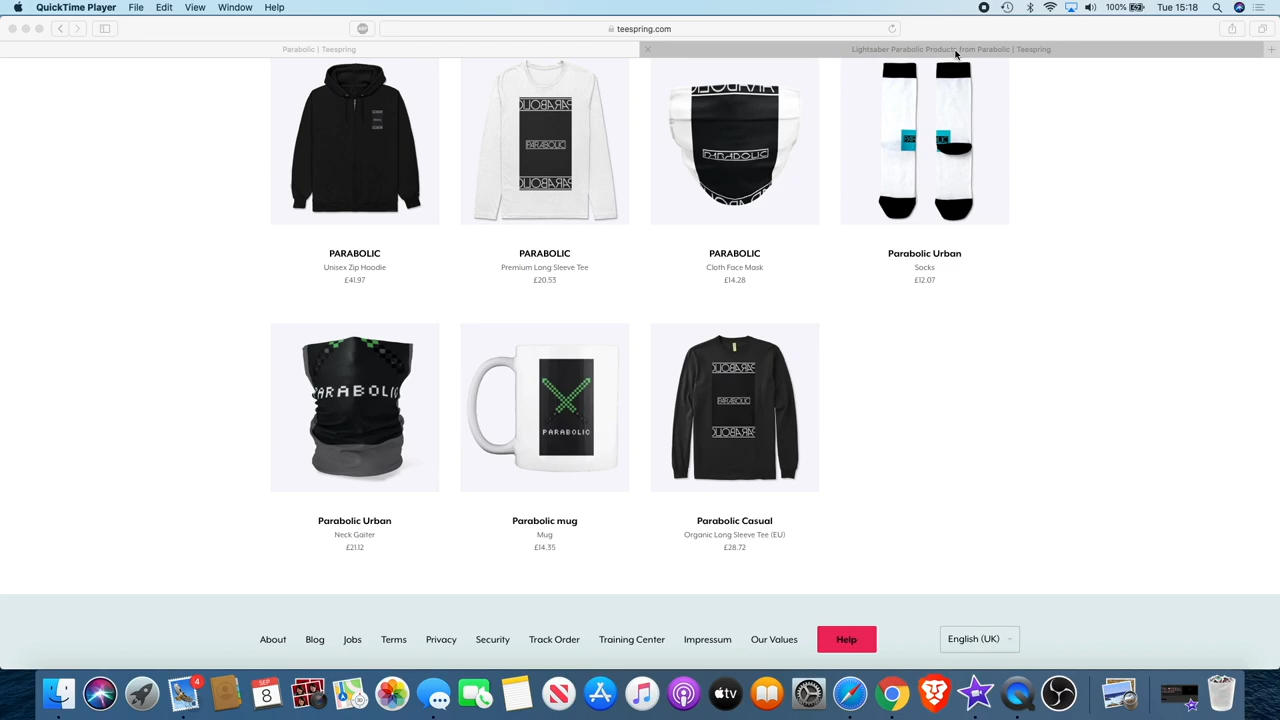 QuickTime Player File Edit View Window Help 100% Tue 15:18
teespring.com
Parabolic | Teespring
Lightsaber Parabolic Products from Parabolic | Teespring
PARABOLIC
PARABOLIC
PARABOLIC
PARABOLIC
Unisex Zip Hoodie
£41.97
PARABOLIC
Premium Long Sleeve Tee
£20.53
PARABOLIC
Cloth Face Mask
£14.28
Parabolic Urban
Socks
£12.07
PARABOLIC
PARABOLIC
PARABOLIC
Parabolic Urban
Neck Gaiter
£21.12
Parabolic mug
Mug
£14.35
Parabolic Casual
Organic Long Sleeve Tee (EU)
£28.72
About Blog Jobs Terms Privacy Security Track Order Training Center Impressum Our Values Help English (UK)
4
SEP
8
tv